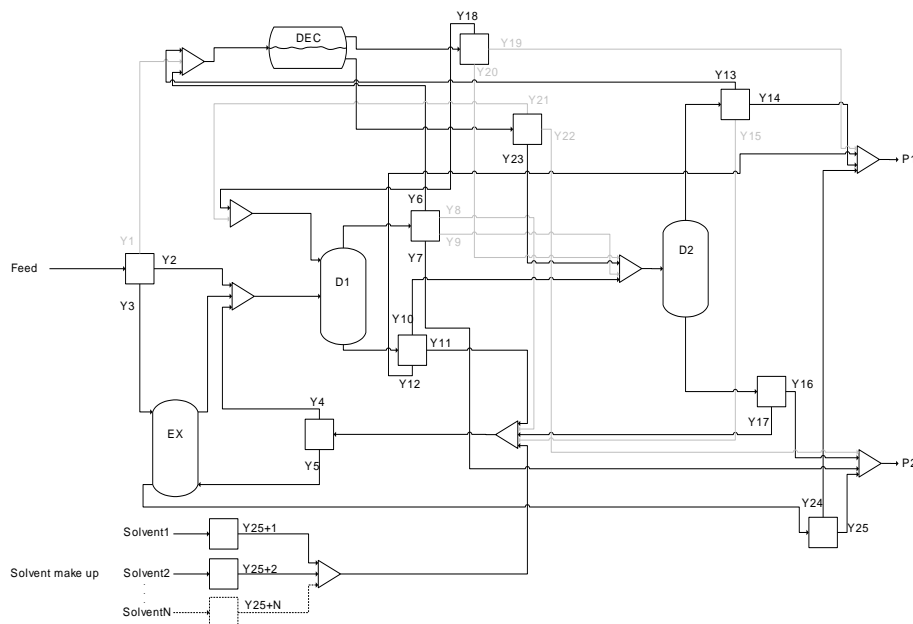 Y18
DEC
Y19
Y20
Y13
Y21
Y14
Y22
Y15
Y23
P1
Y6
Y8
Y1
Y2
Y9
D2
Feed
Y7
D1
Y3
Y10
Y11
Y12
Y16
Y4
Y17
EX
Y5
P2
Y24
Y25
Solvent1
Y25+1
Solvent make up
Solvent2
Y25+2
SolventN
Y25+N